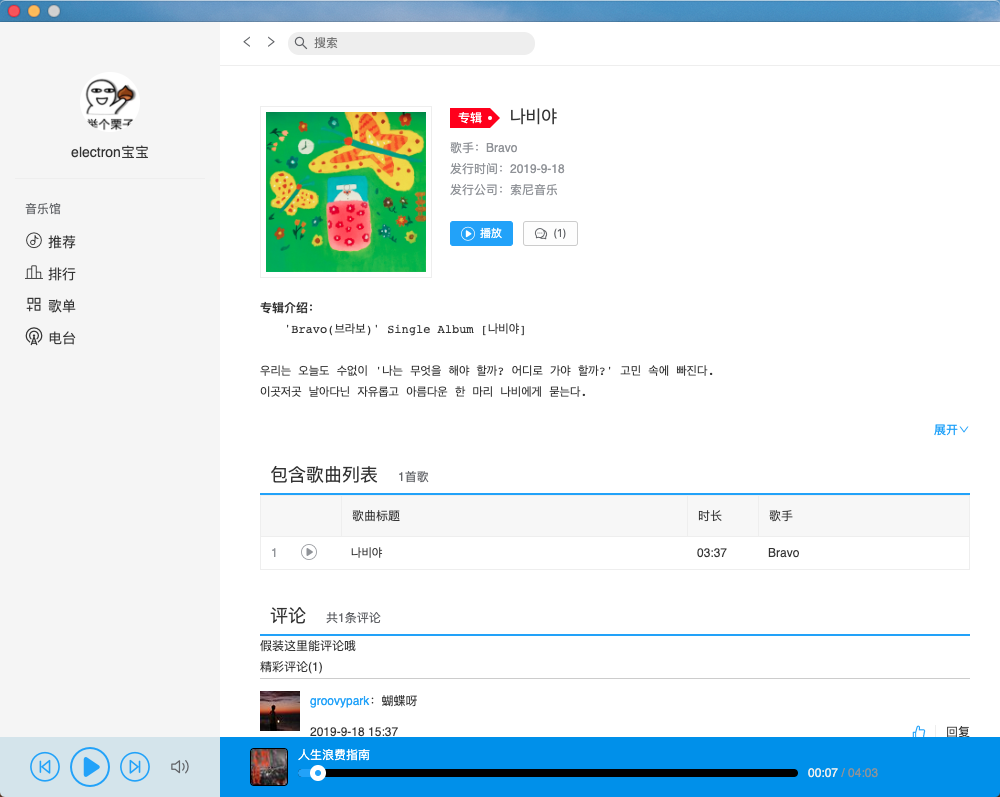 搜索
举个栗子
electron宝宝
音乐馆
推荐
排行
歌单
电台
专辑 나비야
歌手：Bravo
发行时间：2019-9-18
发行公司：索尼音乐
播放 (1)
专辑介绍：
'Bravo(브라보)' Single Album [나비야]
우리는 오늘도 수없이 '나는 무엇을 해야 할까? 어디로 가야 할까?' 고민 속에 빠진다.
이곳저곳 날아다닌 자유롭고 아름다운 한 마리 나비에게 묻는다.
展开
包含歌曲列表 1首歌
歌曲标题 时长 歌手
1 나비야 03:37 Bravo
评论 共1条评论
假装这里能评论哦
精彩评论(1)
groovypark：蝴蝶呀
2019-9-18 15:37 回复
人生浪费指南
00:07 / 04:03